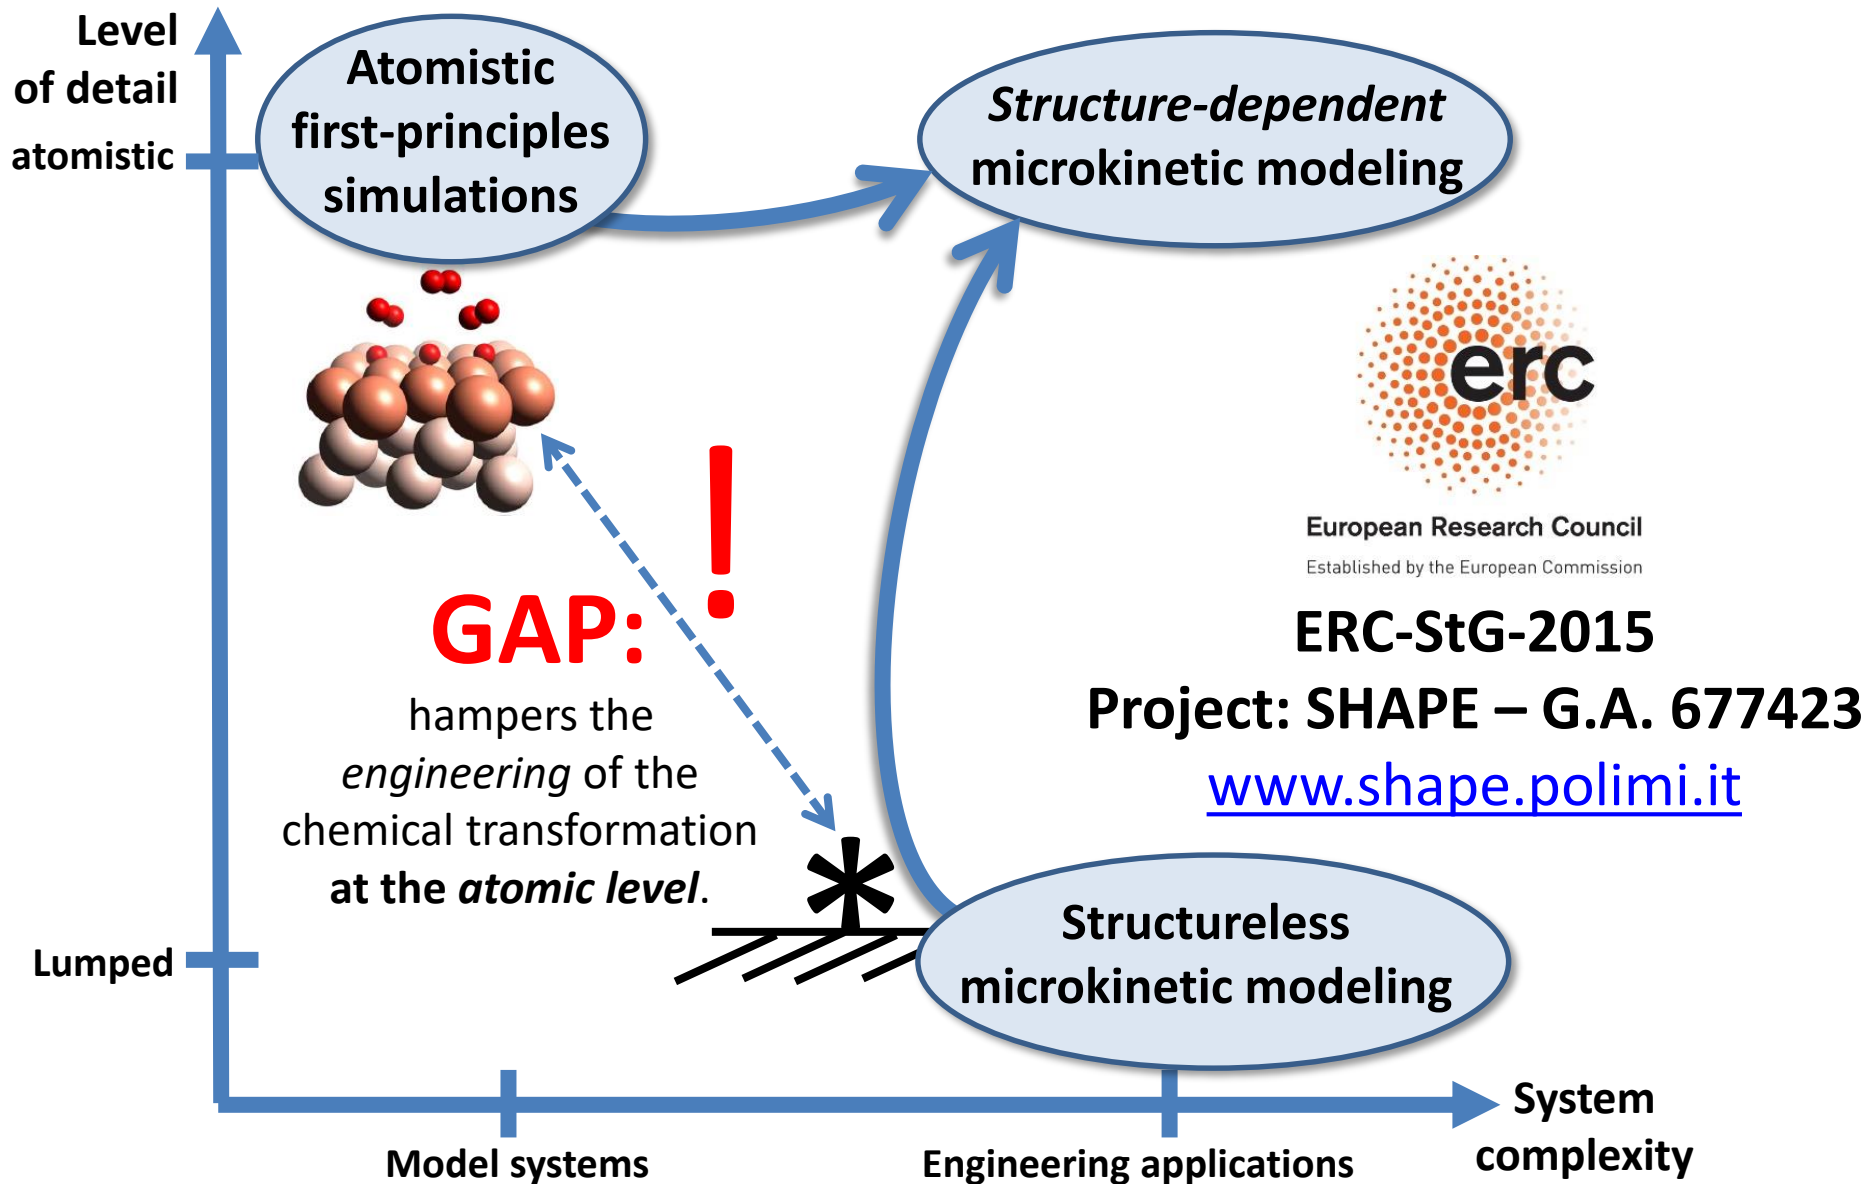 Level
of detail
atomistic
Atomistic
first-principles
simulations
Structure-dependent
microkinetic modeling
erc
European Research Council
Established by the European Commission
ERC-StG-2015
Project: SHAPE – G.A. 677423
www.shape.polimi.it
!
GAP:
hampers the
engineering of the
chemical transformation
at the atomic level.
*
Structureless
microkinetic modeling
Lumped
Model systems
Engineering applications
System
complexity